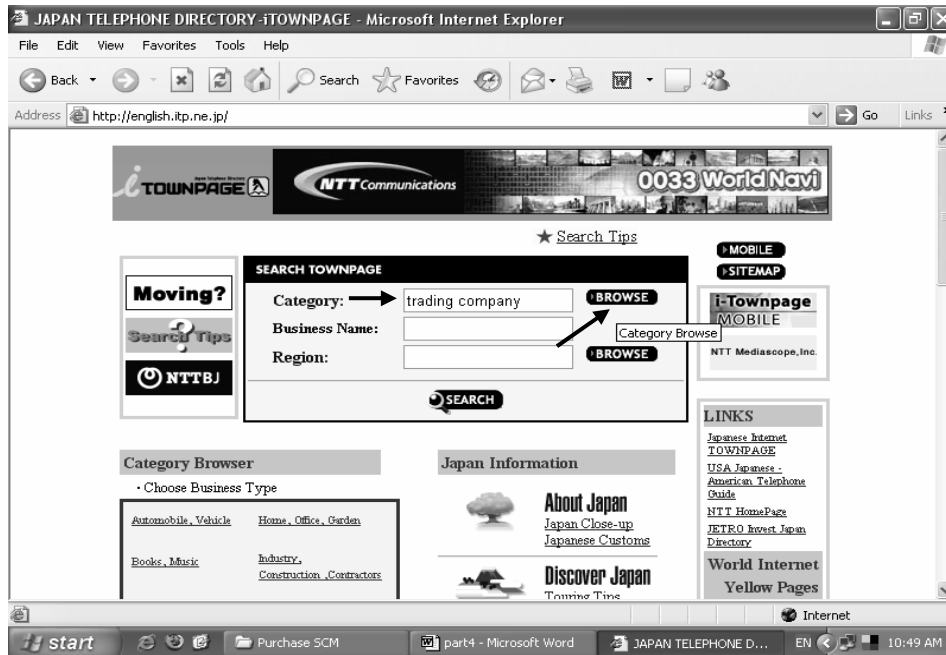 JAPAN TELEPHONE DIRECTORY-iTOWNPAGE - Microsoft Internet Explorer
File Edit View Favorites Tools Help
Back Search Favorites
Address http://english.itp.ne.jp/ Go Links
iTOWNPAGE NTT Communications 0033 World Navi
Search Tips
MOBILE
SITEMAP
SEARCH TOWNPAGE
Moving?
Search Tips
NTTBJ
Category: trading company BROWSE
Category Browse
Business Name:
Region: BROWSE
SEARCH
i-Townpage
MOBILE
NTT Mediascope,Inc.
Category Browser
· Choose Business Type
Automobile, Vehicle Home, Office, Garden
Books, Music Industry,
Construction ,Contractors
Japan Information
About Japan
Japan Close-up
Japanese Customs
Discover Japan
Touring Tips
LINKS
Japanese Internet
TOWNPAGE
USA Japanese -
American Telephone
Guide
NTT HomePage
JETRO Invest Japan
Directory
World Internet
Yellow Pages
Internet
start Purchase SCM part4 - Microsoft Word JAPAN TELEPHONE D... EN 10:49 AM